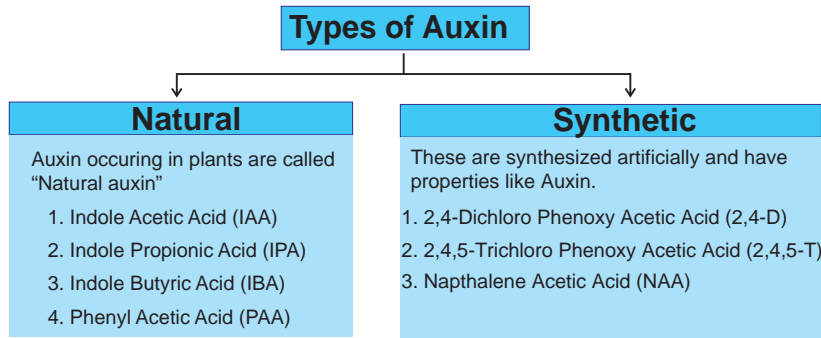 Types of Auxin
Natural
Auxin occuring in plants are called
“Natural auxin”
1. Indole Acetic Acid (IAA)
2. Indole Propionic Acid (IPA)
3. Indole Butyric Acid (IBA)
4. Phenyl Acetic Acid (PAA)
Synthetic
These are synthesized artificially and have
properties like Auxin.
1. 2,4-Dichloro Phenoxy Acetic Acid (2,4-D)
2. 2,4,5-Trichloro Phenoxy Acetic Acid (2,4,5-T)
3. Napthalene Acetic Acid (NAA)